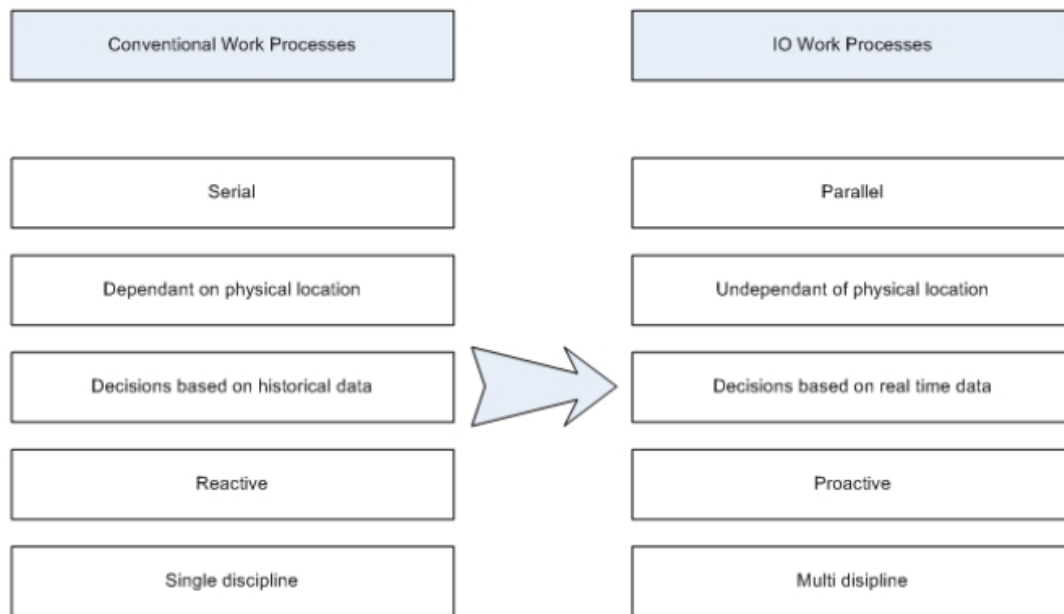 Conventional Work Processes
IO Work Processes
Serial
Parallel
Dependant on physical location
Undependant of physical location
Decisions based on historical data
Decisions based on real time data
Reactive
Proactive
Single discipline
Multi disipline